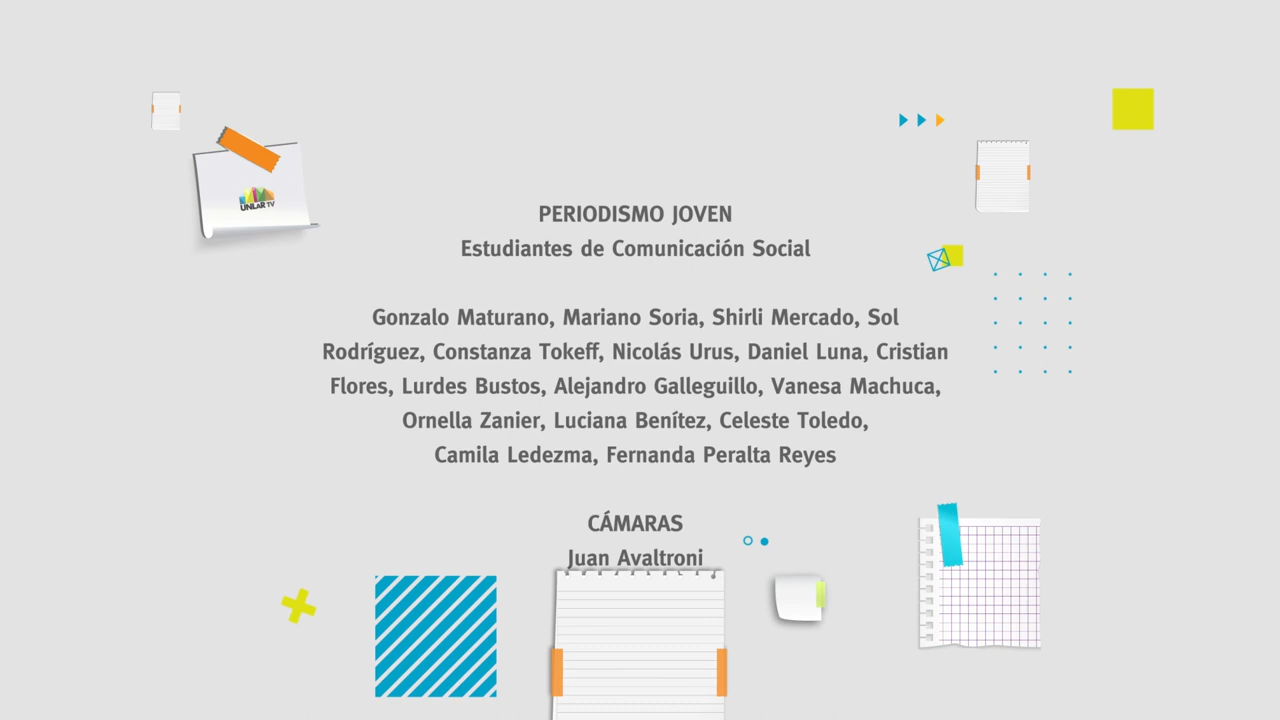 UNLAR TV
PERIODISMO JOVEN
Estudiantes de Comunicación Social
Gonzalo Maturano, Mariano Soria, Shirli Mercado, Sol
Rodríguez, Constanza Tokeff, Nicolás Urus, Daniel Luna, Cristian
Flores, Lurdes Bustos, Alejandro Galleguillo, Vanesa Machuca,
Ornella Zanier, Luciana Benítez, Celeste Toledo,
Camila Ledezma, Fernanda Peralta Reyes
CÁMARAS
Juan Avaltroni